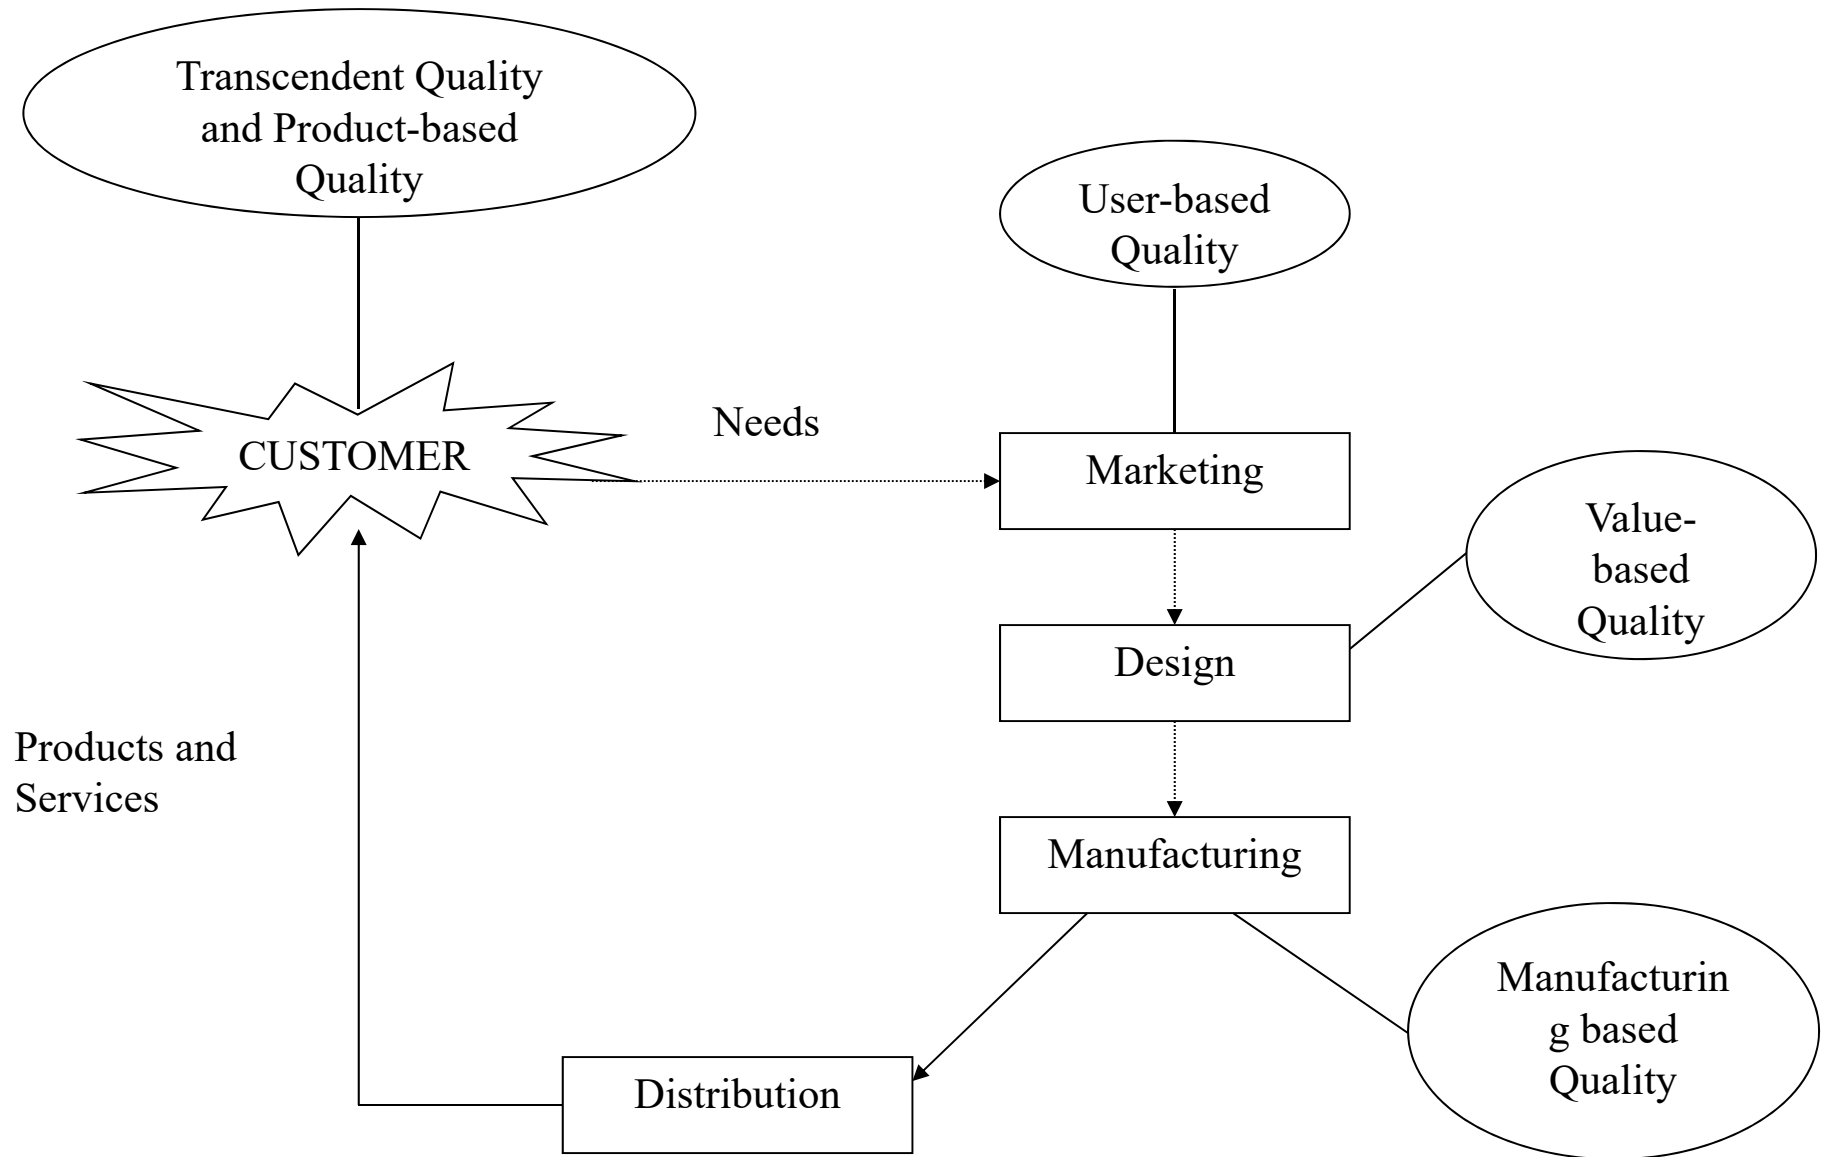 Transcendent Quality
and Product-based
Quality
User-based
Quality
Needs
CUSTOMER
Marketing
Value-
based
Quality
Design
Products and
Services
Manufacturing
Manufacturin
g based
Quality
Distribution